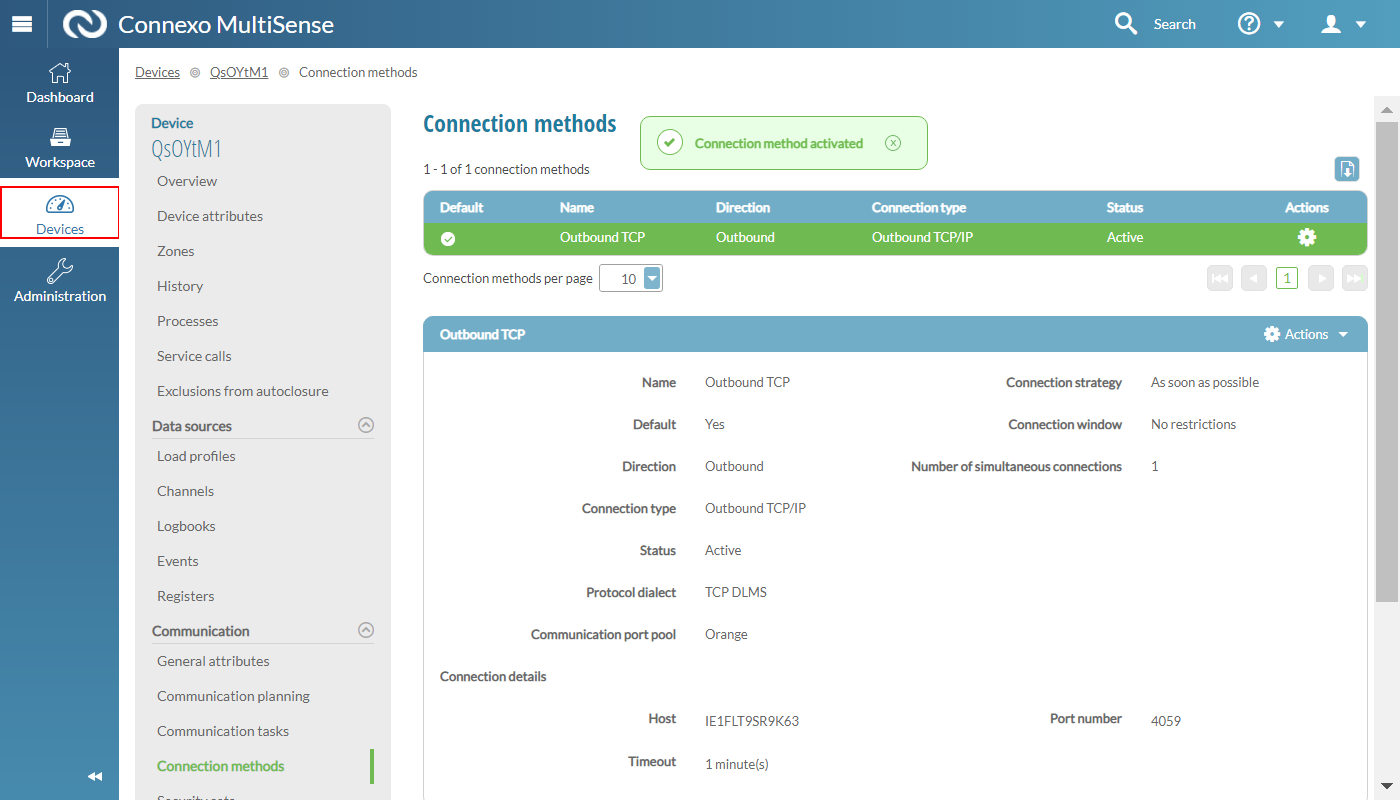 Connexo MultiSense
Search
Dashboard
Workspace
Devices
Administration
Devices QsOYtM1 Connection methods
Device
QsOYtM1
Overview
Device attributes
Zones
History
Processes
Service calls
Exclusions from autoclosure
Data sources
Load profiles
Channels
Logbooks
Events
Registers
Communication
General attributes
Communication planning
Communication tasks
Connection methods
Connection methods
Connection method activated
1 - 1 of 1 connection methods
Default Name Direction Connection type Status Actions
Outbound TCP Outbound Outbound TCP/IP Active
Connection methods per page 10
1
Outbound TCP Actions
Name Outbound TCP Connection strategy As soon as possible
Default Yes Connection window No restrictions
Direction Outbound Number of simultaneous connections 1
Connection type Outbound TCP/IP
Status Active
Protocol dialect TCP DLMS
Communication port pool Orange
Connection details
Host IE1FLT9SR9K63 Port number 4059
Timeout 1 minute(s)